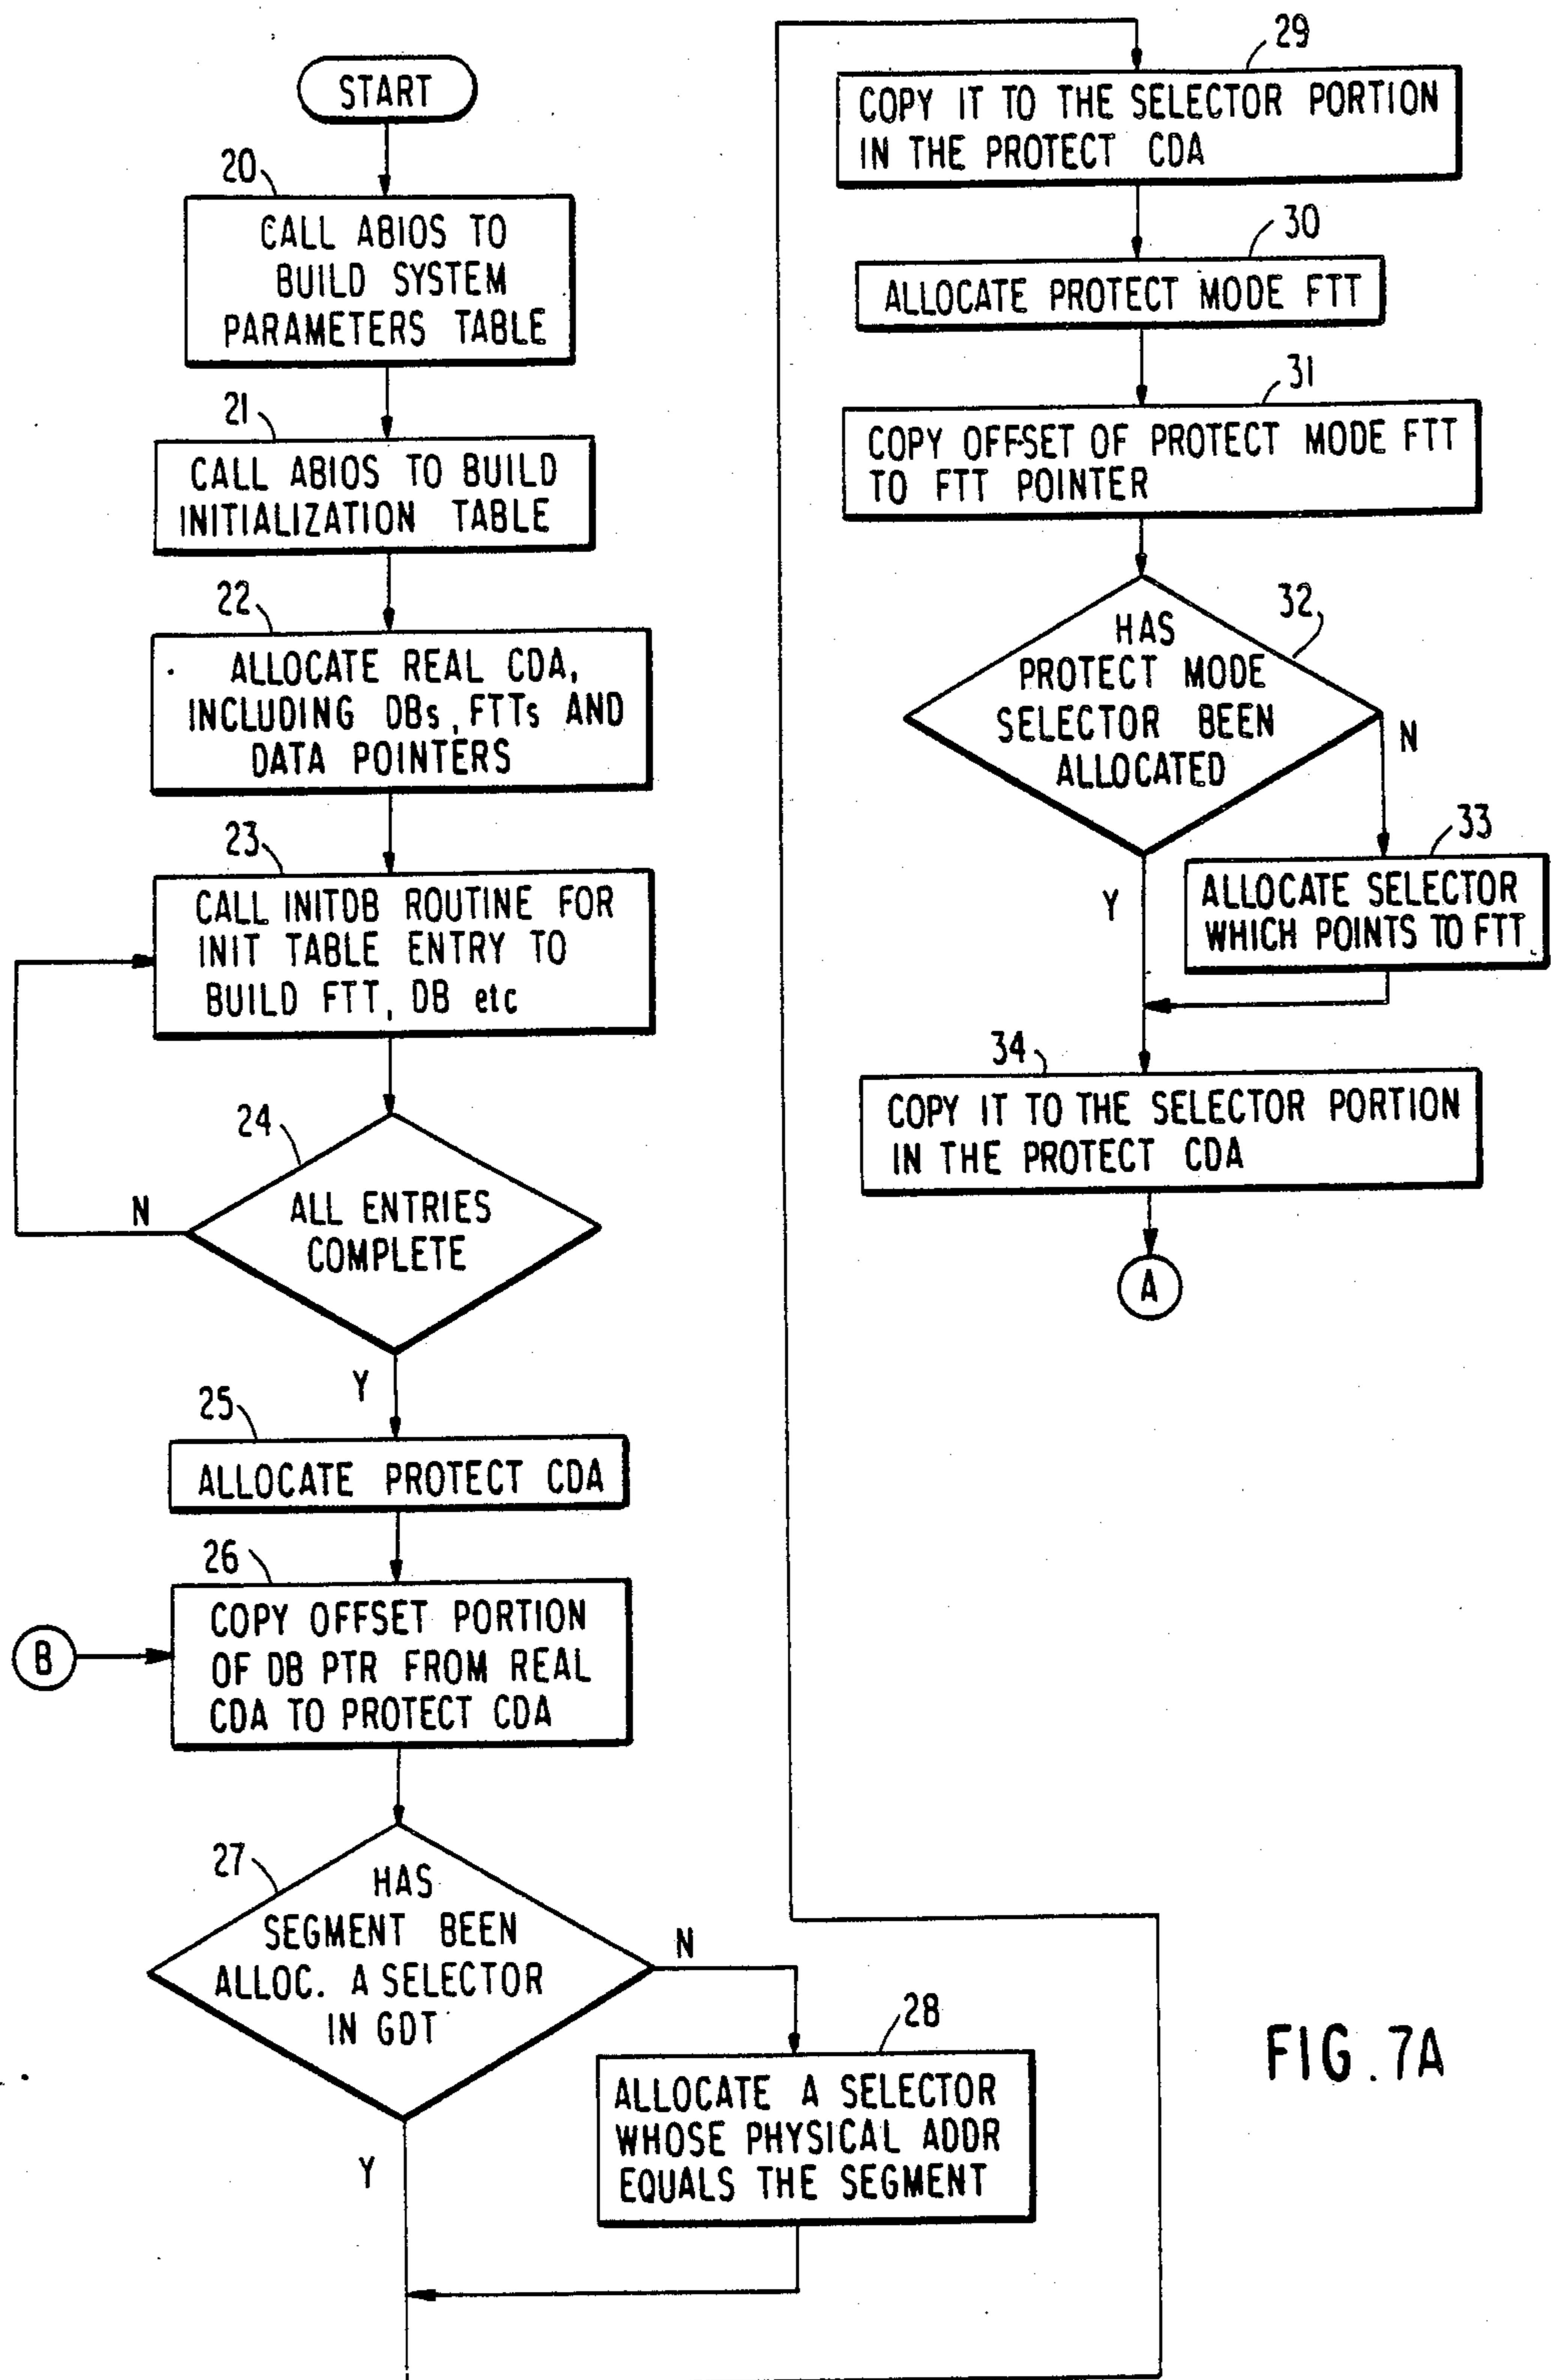 START
20
CALL ABIOS TO
BUILD SYSTEM
PARAMETERS TABLE
21
CALL ABIOS TO BUILD
INITIALIZATION TABLE
22
ALLOCATE REAL CDA,
INCLUDING DBs, FTTs AND
DATA POINTERS
23
CALL INITDB ROUTINE FOR
INIT TABLE ENTRY TO
BUILD FTT, DB etc
24
ALL ENTRIES
COMPLETE
N
Y
25
ALLOCATE PROTECT CDA
26
COPY OFFSET PORTION
OF DB PTR FROM REAL
CDA TO PROTECT CDA
B
27
HAS
SEGMENT BEEN
ALLOC. A SELECTOR
IN GDT
N
Y
28
ALLOCATE A SELECTOR
WHOSE PHYSICAL ADDR
EQUALS THE SEGMENT
29
COPY IT TO THE SELECTOR PORTION
IN THE PROTECT CDA
30
ALLOCATE PROTECT MODE FTT
31
COPY OFFSET OF PROTECT MODE FTT
TO FTT POINTER
32
HAS
PROTECT MODE
SELECTOR BEEN
ALLOCATED
N
Y
33
ALLOCATE SELECTOR
WHICH POINTS TO FTT
34
COPY IT TO THE SELECTOR PORTION
IN THE PROTECT CDA
A
FIG. 7A